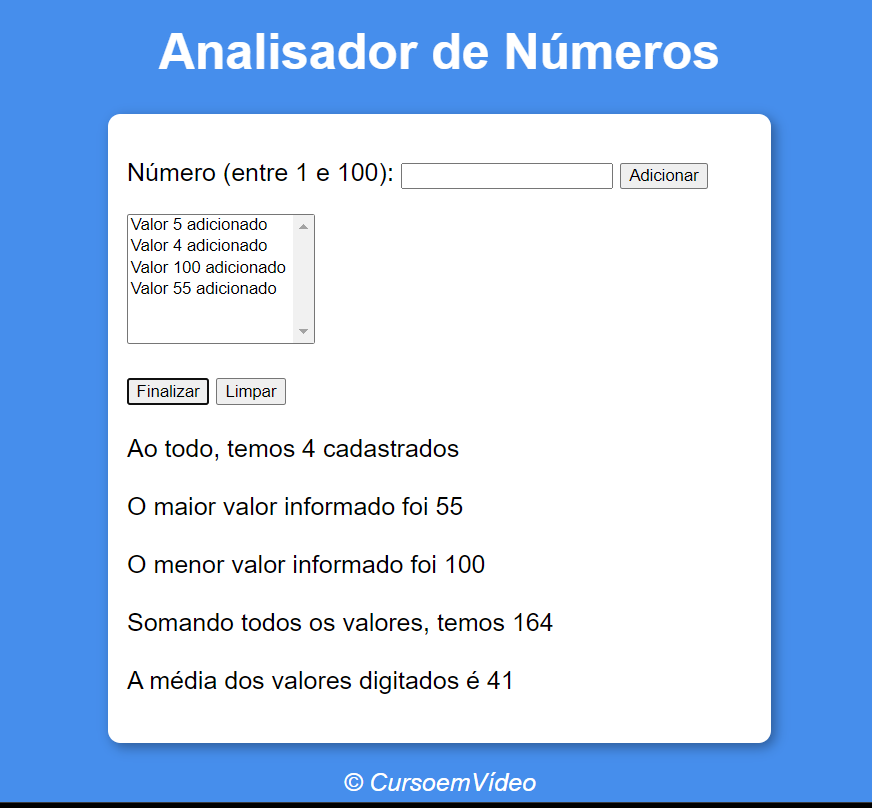 Analisador de Números
Número (entre 1 e 100): Adicionar
Valor 5 adicionado
Valor 4 adicionado
Valor 100 adicionado
Valor 55 adicionado
Finalizar Limpar
Ao todo, temos 4 cadastrados
O maior valor informado foi 55
O menor valor informado foi 100
Somando todos os valores, temos 164
A média dos valores digitados é 41
© CursoemVídeo